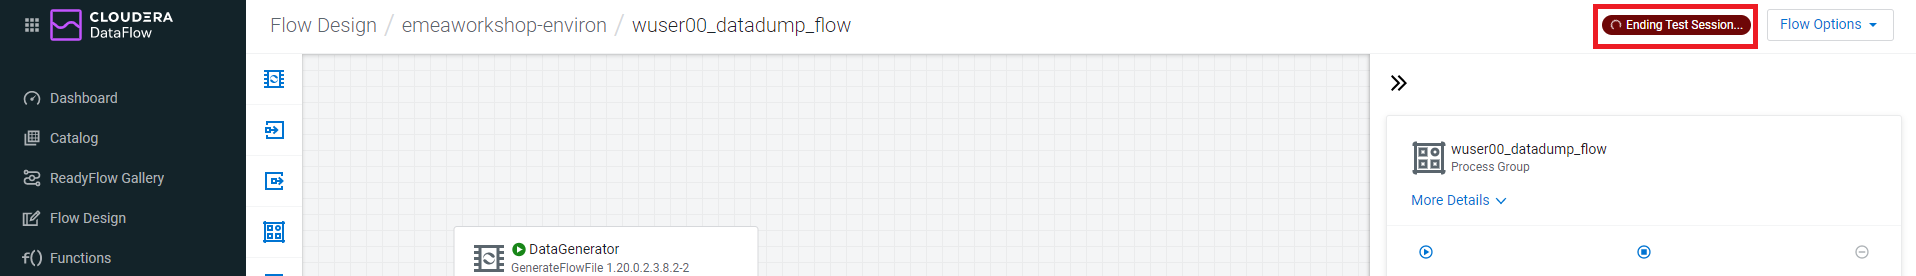 CLOUDERA
DataFlow
Flow Design / emeaworkshop-environ / wuser00_datadump_flow
Ending Test Session...
Flow Options
Dashboard
Catalog
ReadyFlow Gallery
Flow Design
f() Functions
DataGenerator
GenerateFlowFile 1.20.0.2.3.8.2-2
wuser00_datadump_flow
Process Group
More Details